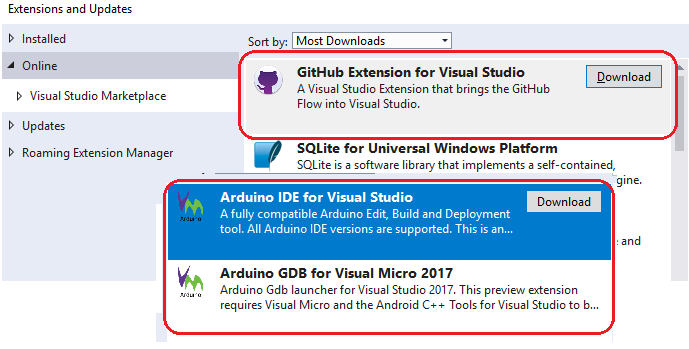 Extensions and Updates
Installed
Online
Visual Studio Marketplace
Updates
Roaming Extension Manager
Sort by: Most Downloads
GitHub Extension for Visual Studio
Download
A Visual Studio Extension that brings the GitHub
Flow into Visual Studio.
SQLite for Universal Windows Platform
SQLite is a software library that implements a self-contained,
gine.
Arduino IDE for Visual Studio
Download
A fully compatible Arduino Edit, Build and Deployment
tool. All Arduino IDE versions are supported. This is an...
Arduino
e and
Arduino GDB for Visual Micro 2017
Arduino Gdb launcher for Visual Studio 2017. This preview extension
requires Visual Micro and the Android C++ Tools for Visual Studio to b...
Arduino